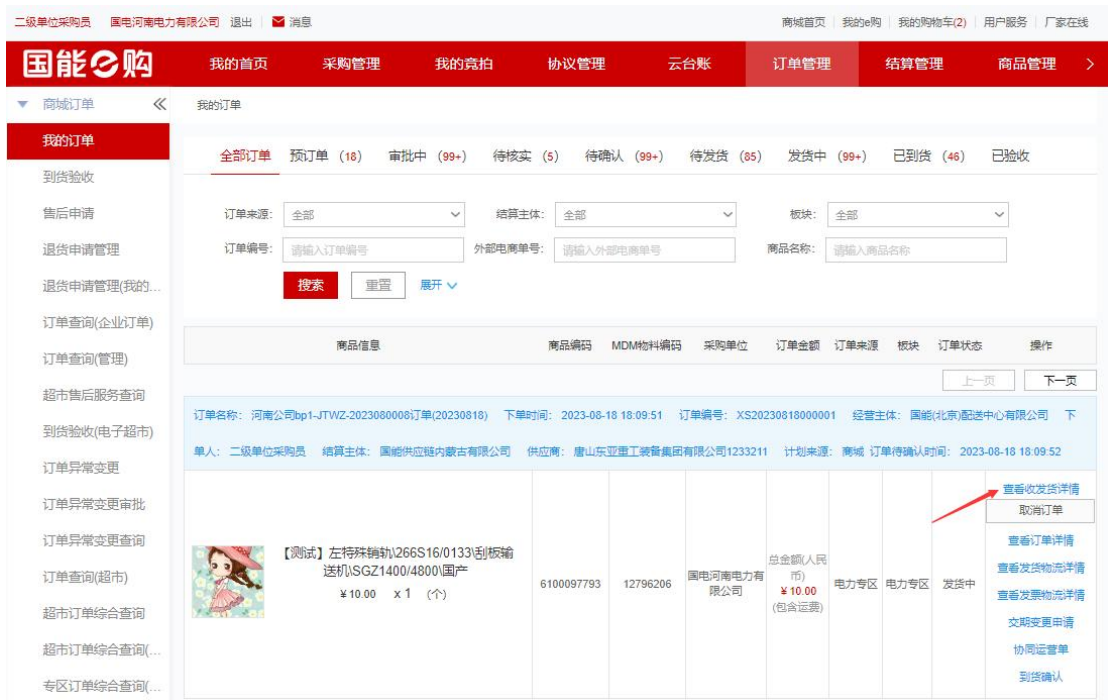 二级单位采购员 国电河南电力有限公司 退出 消息 商城首页 我的e购 我的购物车(2) 用户服务 厂家在线
国能e购 我的首页 采购管理 我的竞拍 协议管理 云台账 订单管理 结算管理 商品管理 >
商城订单 << 我的订单
我的订单
全部订单 预订单 (18) 审批中 (99+) 待核实 (5) 待确认 (99+) 待发货 (85) 发货中 (99+) 已到货 (46) 已验收
到货验收
售后申请 订单来源: 全部 结算主体: 全部 板块: 全部
退货申请管理 订单编号: 请输入订单编号 外部电商单号: 请输入外部电商单号 商品名称: 请输入商品名称
退货申请管理(我的... 搜索 重置 展开
订单查询(企业订单)
订单查询(管理) 商品信息 商品编码 MDM物料编码 采购单位 订单金额 订单来源 板块 订单状态 操作
超市售后服务查询 上一页 下一页
到货验收(电子超市) 订单名称: 河南公司bp1-JTWZ-2023080008订单(20230818) 下单时间: 2023-08-18 18:09:51 订单编号: XS20230818000001 经营主体: 国能(北京)配送中心有限公司 下
单人: 二级单位采购员 结算主体: 国能供应链内蒙古有限公司 供应商: 唐山东亚重工装备集团有限公司1233211 计划来源: 商城 订单待确认时间: 2023-08-18 18:09:52
订单异常变更
订单异常变更审批
订单异常变更查询
订单查询(超市)
超市订单综合查询
超市订单综合查询(...
专区订单综合查询(...
【测试】左特殊销轨\266S16/0133\刮板输
送机\SGZ1400/4800\国产
¥10.00 x 1 (个)
6100097793
12796206
国电河南电力有
限公司
总金额(人民
币)
¥10.00
(包含运费)
电力专区
电力专区
发货中
查看收发货详情
取消订单
查看订单详情
查看发货物流详情
查看发票物流详情
交期变更申请
协同运营单
到货确认